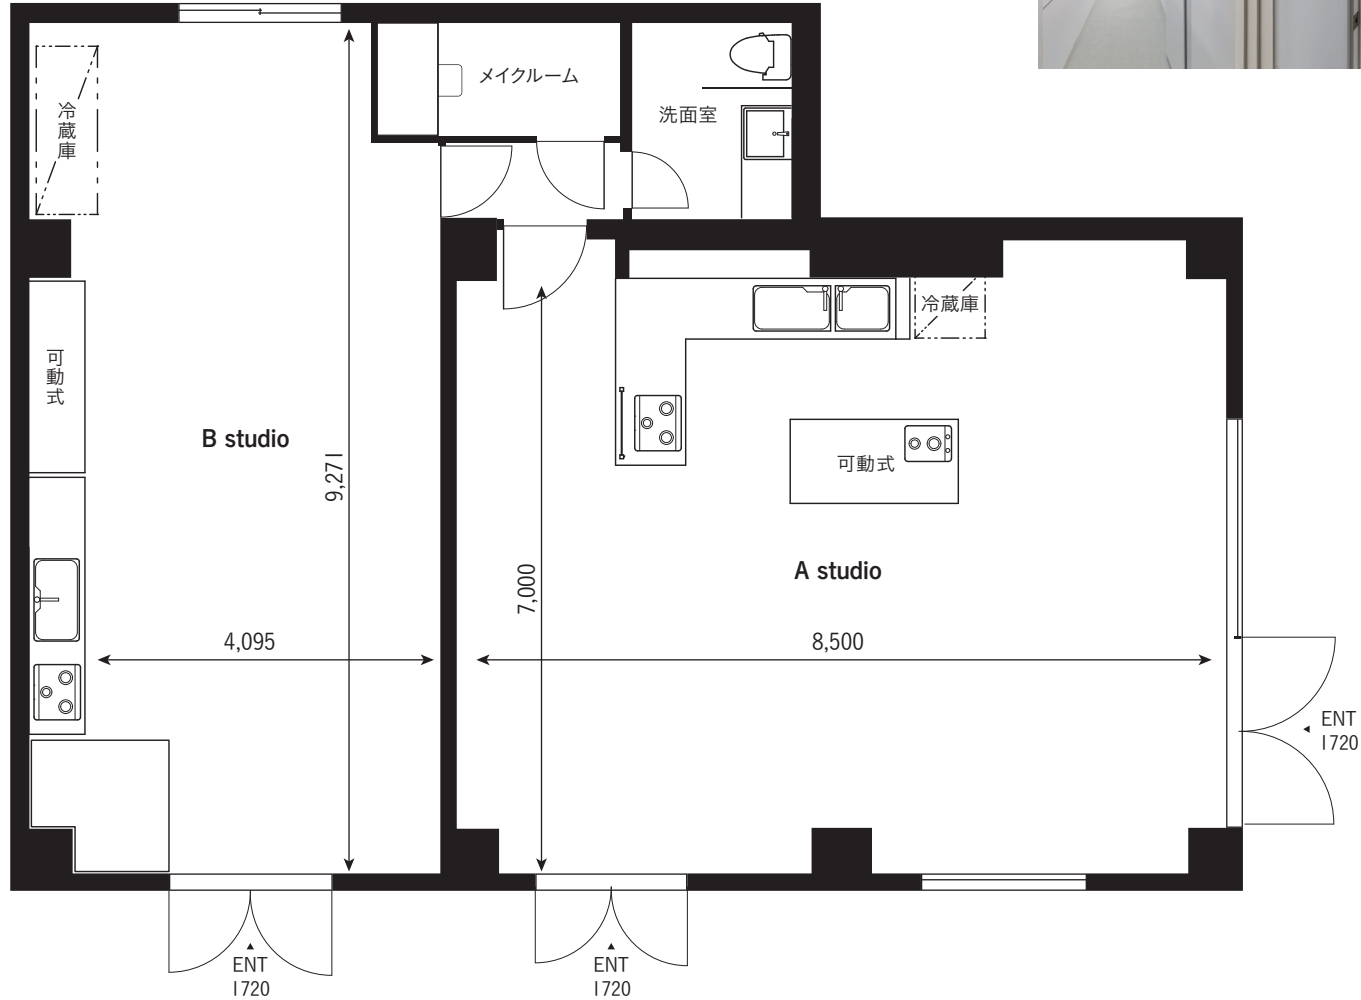 メイクルーム
洗面室
冷蔵庫
冷蔵庫
可動式
B studio
9,271
可動式
A studio
7,000
4,095
8,500
ENT
1720
ENT
1720
ENT
1720